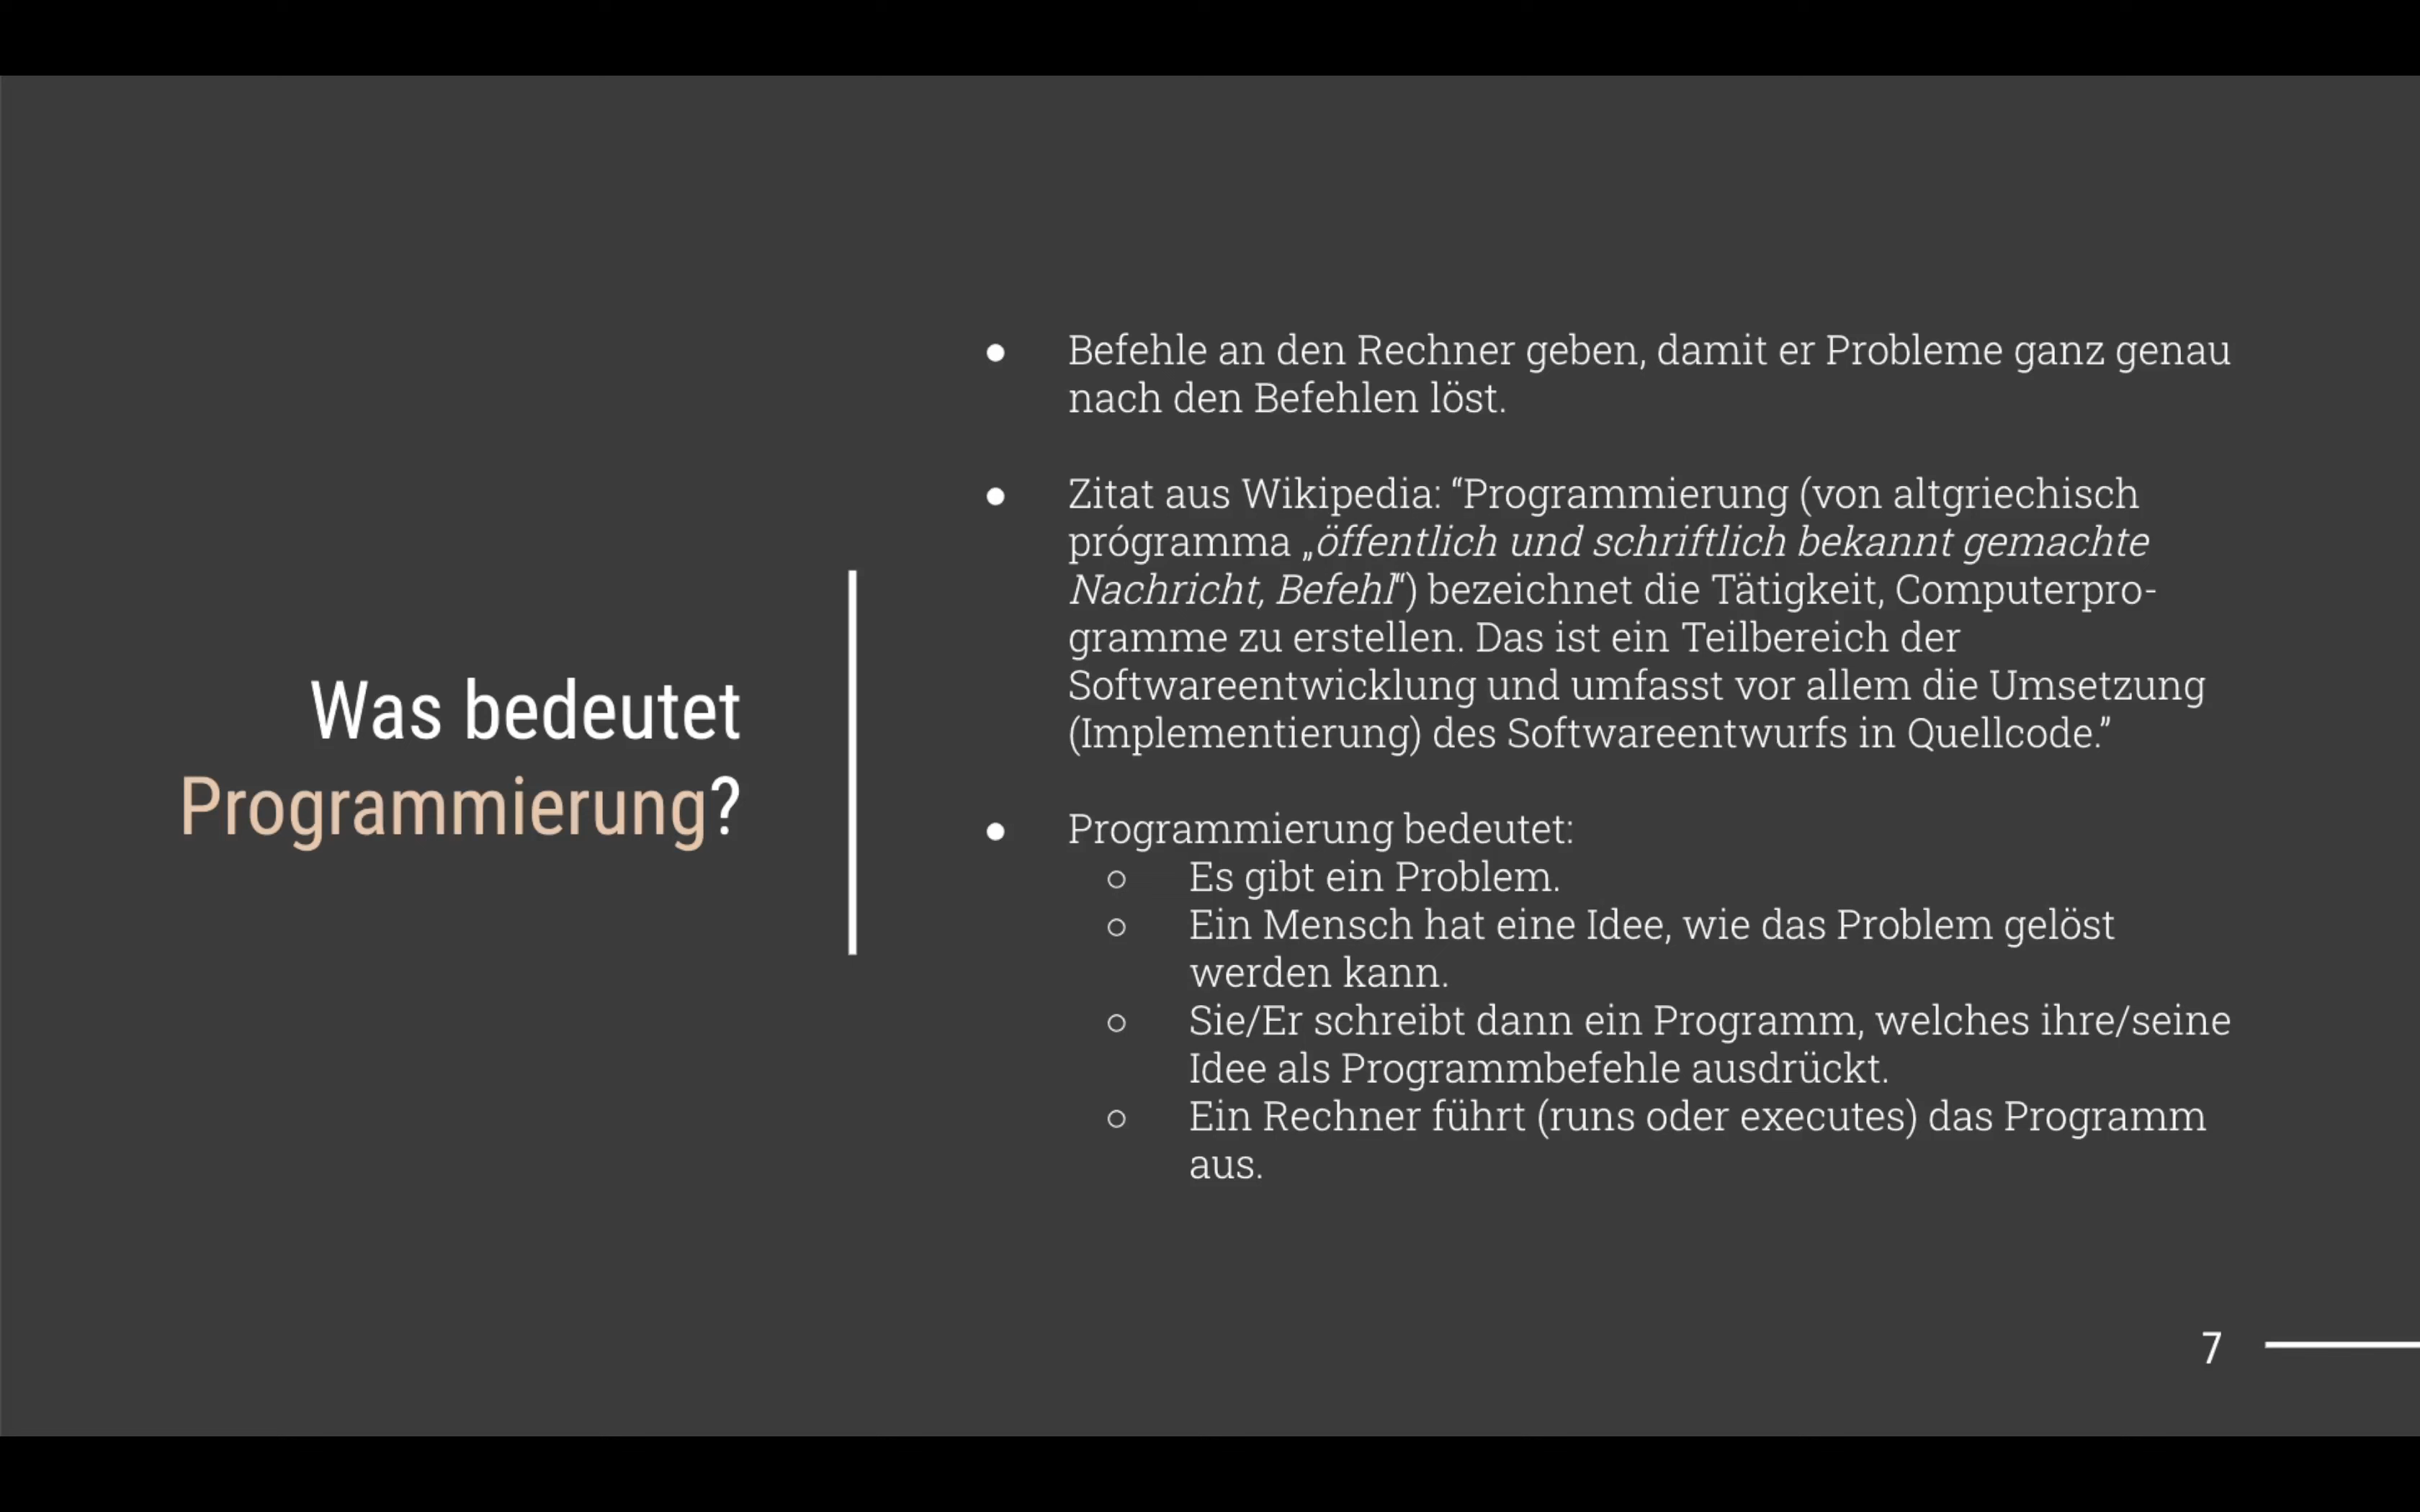 Was bedeutet
Programmierung?
● Befehle an den Rechner geben, damit er Probleme ganz genau
nach den Befehlen löst.
● Zitat aus Wikipedia: “Programmierung (von altgriechisch
prógramma „öffentlich und schriftlich bekannt gemachte
Nachricht, Befehl“) bezeichnet die Tätigkeit, Computerpro-
gramme zu erstellen. Das ist ein Teilbereich der
Softwareentwicklung und umfasst vor allem die Umsetzung
(Implementierung) des Softwareentwurfs in Quellcode.”
● Programmierung bedeutet:
○ Es gibt ein Problem.
○ Ein Mensch hat eine Idee, wie das Problem gelöst
werden kann.
○ Sie/Er schreibt dann ein Programm, welches ihre/seine
Idee als Programmbefehle ausdrückt.
○ Ein Rechner führt (runs oder executes) das Programm
aus.
7